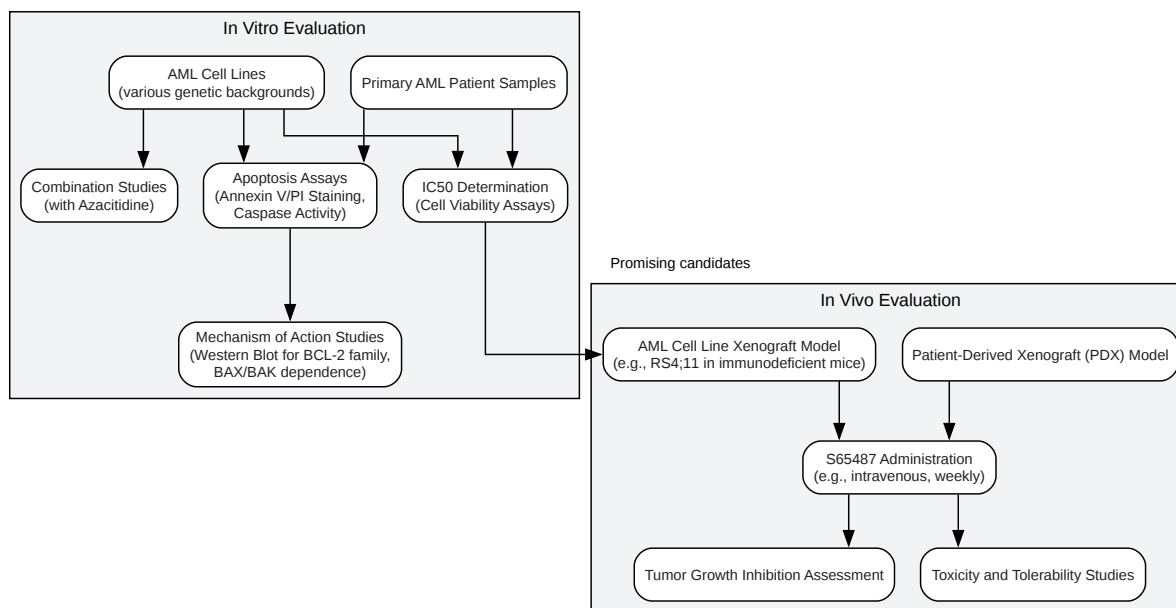 In Vitro Evaluation
AML Cell Lines
(various genetic backgrounds)
Primary AML Patient Samples
Combination Studies
(with Azacitidine)
Apoptosis Assays
(Annexin V/PI Staining,
Caspase Activity)
IC50 Determination
(Cell Viability Assays)
Mechanism of Action Studies
(Western Blot for BCL-2 family,
BAX/BAK dependence)
Promising candidates
In Vivo Evaluation
AML Cell Line Xenograft Model
(e.g., RS4;11 in immunodeficient mice)
Patient-Derived Xenograft (PDX) Model
S65487 Administration
(e.g., intravenous, weekly)
Tumor Growth Inhibition Assessment
Toxicity and Tolerability Studies